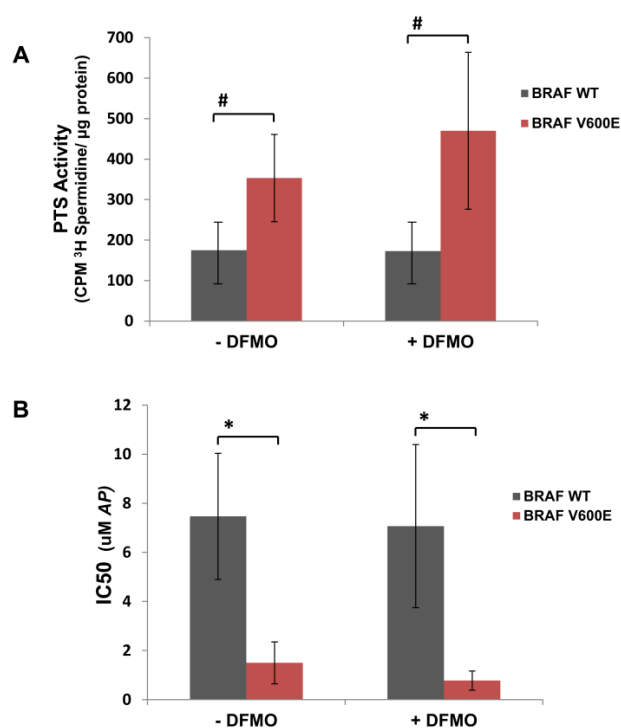 A
PTS Activity
(CPM ³H Spermidine/ µg protein)
700
600
500
400
300
200
100
0
#
#
BRAF WT
BRAF V600E
- DFMO
+ DFMO
B
IC50 (uM AP)
12
10
8
6
4
2
0
*
*
BRAF WT
BRAF V600E
- DFMO
+ DFMO